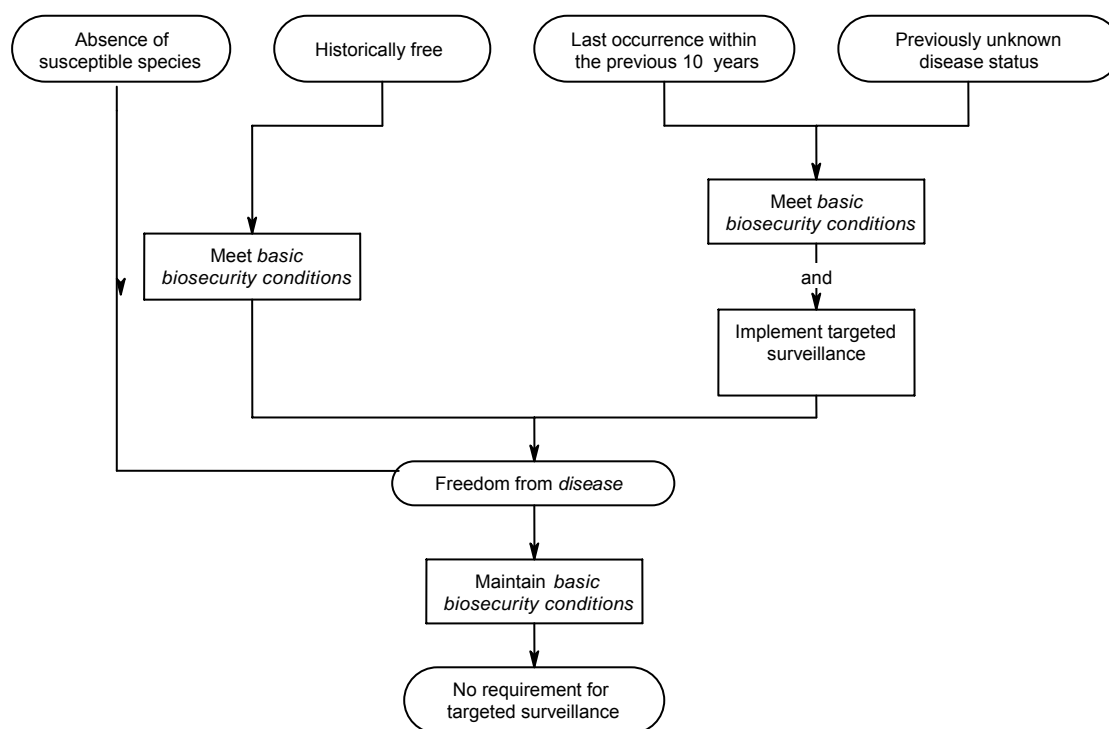 Absence of
susceptible species
Historically free
Last occurrence within
the previous 10 years
Previously unknown
disease status
Meet basic
biosecurity conditions
Meet basic
biosecurity conditions
and
Implement targeted
surveillance
Freedom from disease
Maintain basic
biosecurity conditions
No requirement for
targeted surveillance